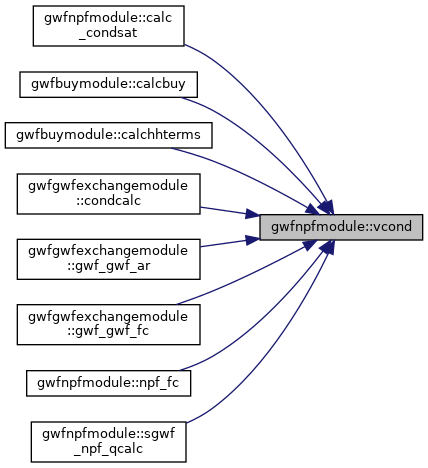 gwfnpfmodule::calc
_condsat
gwfbuymodule::calcbuy
gwfbuymodule::calchhterms
gwfgwfexchangemodule
::condcalc
gwfnpfmodule::vcond
gwfgwfexchangemodule
::gwf_gwf_ar
gwfgwfexchangemodule
::gwf_gwf_fc
gwfnpfmodule::npf_fc
gwfnpfmodule::sgwf
_npf_qcalc